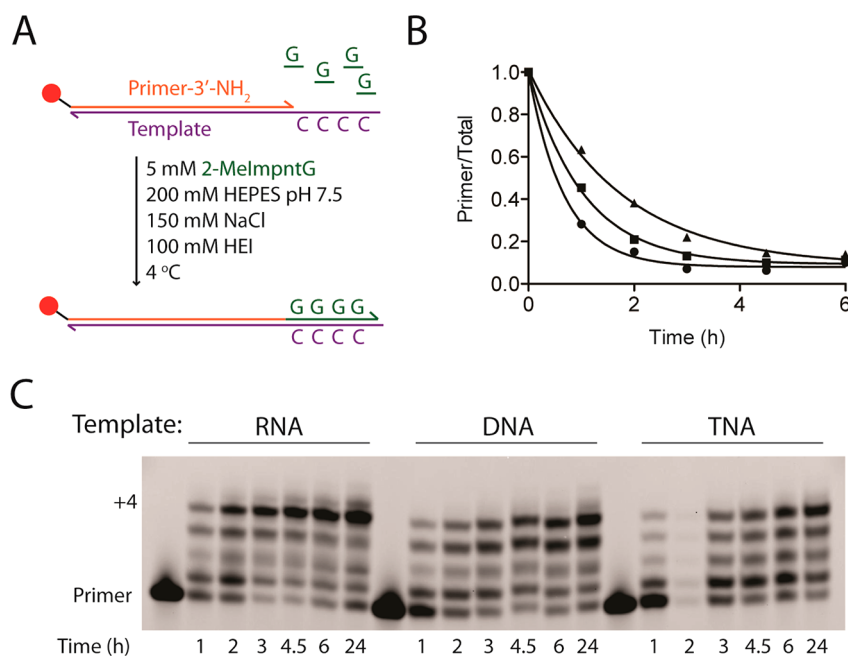 A
G G G G
Primer-3'-NH2
Template
C C C C
5 mM 2-MeImpntG
200 mM HEPES pH 7.5
150 mM NaCl
100 mM HEI
4 °C
G G G G
C C C C
B
Primer/Total
1.0
0.8
0.6
0.4
0.2
0.0
0 2 4 6
Time (h)
C
Template: RNA DNA TNA
+4
Primer
Time (h) 1 2 3 4.5 6 24 1 2 3 4.5 6 24 1 2 3 4.5 6 24